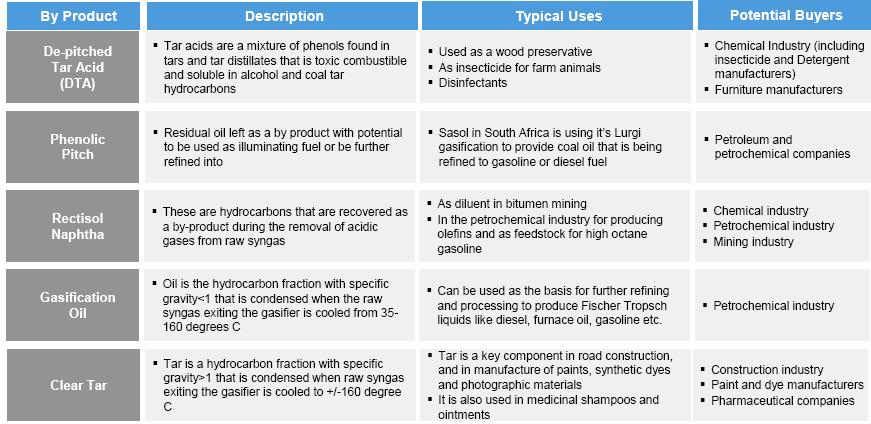 By Product
Description
Typical Uses
Potential Buyers
De-pitched
Tar Acid
(DTA)
▪ Tar acids are a mixture of phenols found in
tars and tar distillates that is toxic combustible
and soluble in alcohol and coal tar
hydrocarbons
▪ Used as a wood preservative
▪ As insecticide for farm animals
▪ Disinfectants
▪ Chemical Industry (including
insecticide and Detergent
manufacturers)
▪ Furniture manufacturers
Phenolic
Pitch
▪ Residual oil left as a by product with potential
to be used as illuminating fuel or be further
refined into
▪ Sasol in South Africa is using it's Lurgi
gasification to provide coal oil that is being
refined to gasoline or diesel fuel
▪ Petroleum and
petrochemical companies
Rectisol
Naphtha
▪ These are hydrocarbons that are recovered as
a by-product during the removal of acidic
gases from raw syngas
▪ As diluent in bitumen mining
▪ In the petrochemical industry for producing
olefins and as feedstock for high octane
gasoline
▪ Chemical industry
▪ Petrochemical industry
▪ Mining industry
Gasification
Oil
▪ Oil is the hydrocarbon fraction with specific
gravity<1 that is condensed when the raw
syngas exiting the gasifier is cooled from 35-
160 degrees C
▪ Can be used as the basis for further refining
and processing to produce Fischer Tropsch
liquids like diesel, furnace oil, gasoline etc.
▪ Petrochemical industry
Clear Tar
▪ Tar is a hydrocarbon fraction with specific
gravity>1 that is condensed when raw syngas
exiting the gasifier is cooled to +/-160 degree
C
▪ Tar is a key component in road construction,
and in manufacture of paints, synthetic dyes
and photographic materials
▪ It is also used in medicinal shampoos and
ointments
▪ Construction industry
▪ Paint and dye manufacturers
▪ Pharmaceutical companies